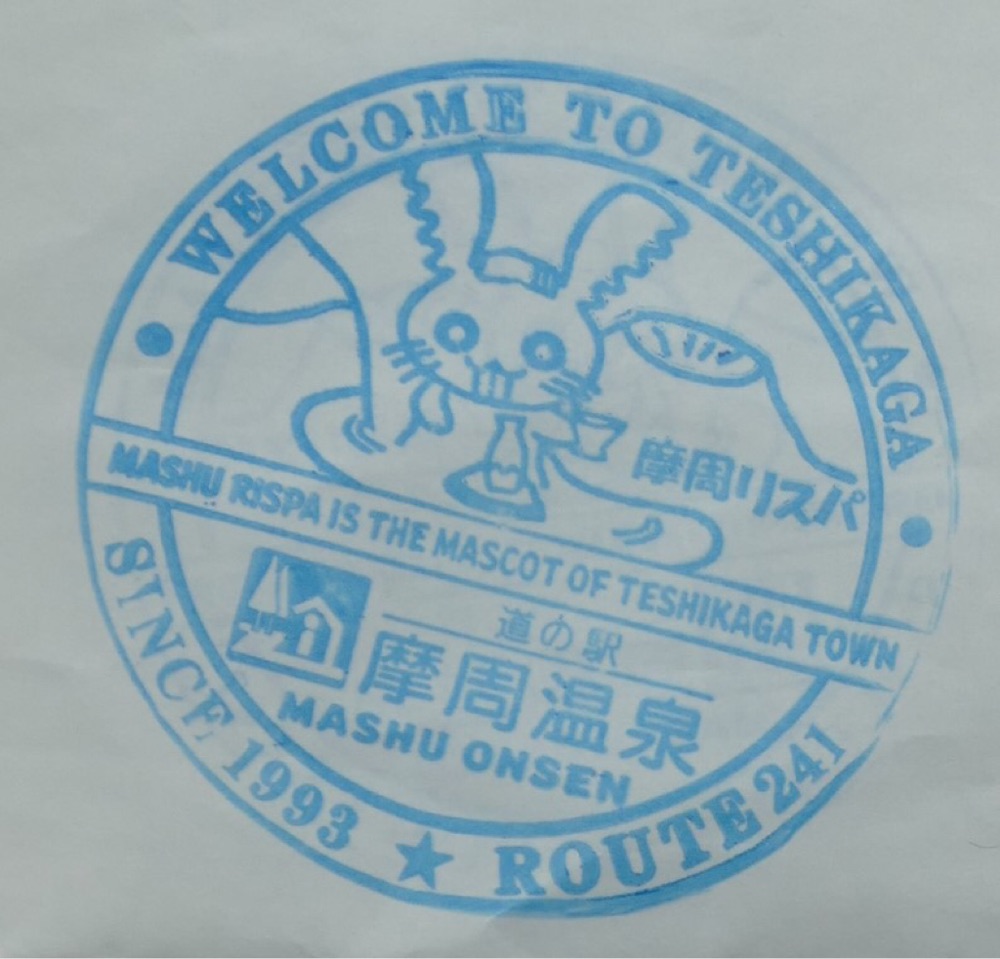 WELCOME TO TESHIKAGA
摩周リスパ
MASHU RISPA IS THE MASCOT OF TESHIKAGA TOWN
道の駅
摩周温泉
MASHU ONSEN
SINCE 1993 ★ ROUTE 241